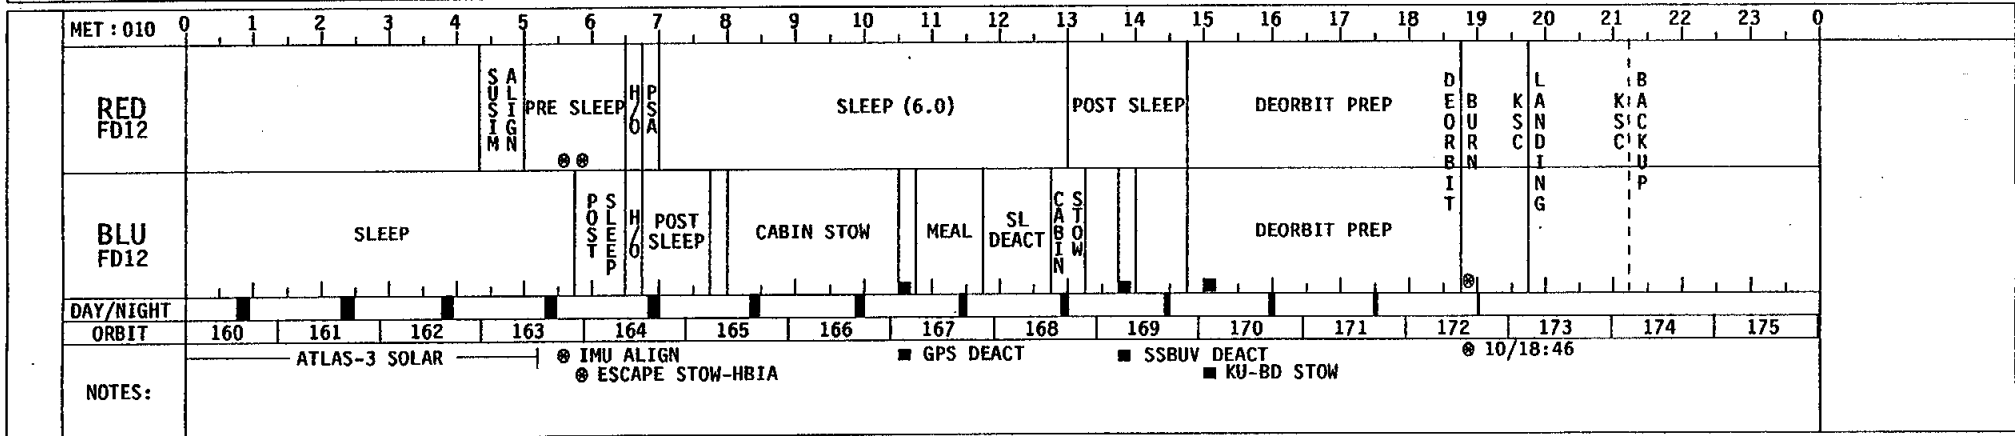 MET:010 0 1 2 3 4 5 6 7 8 9 10 11 12 13 14 15 16 17 18 19 20 21 22 23 0
RED
FD12
SUSIM
ALIGN
PRE SLEEP
H/O
PSA
SLEEP (6.0)
POST SLEEP
DEORBIT PREP
DEORBIT
BURN
KSC
LANDING
KSC
BACKUP
BLU
FD12
SLEEP
POST
SLEEP
H/O
POST
SLEEP
CABIN STOW
MEAL
SL
DEACT
CABIN
STOW
DEORBIT PREP
DAY/NIGHT
ORBIT 160 161 162 163 164 165 166 167 168 169 170 171 172 173 174 175
NOTES:
ATLAS-3 SOLAR
IMU ALIGN
ESCAPE STOW-HBIA
GPS DEACT
SSBUV DEACT
KU-BD STOW
10/18:46